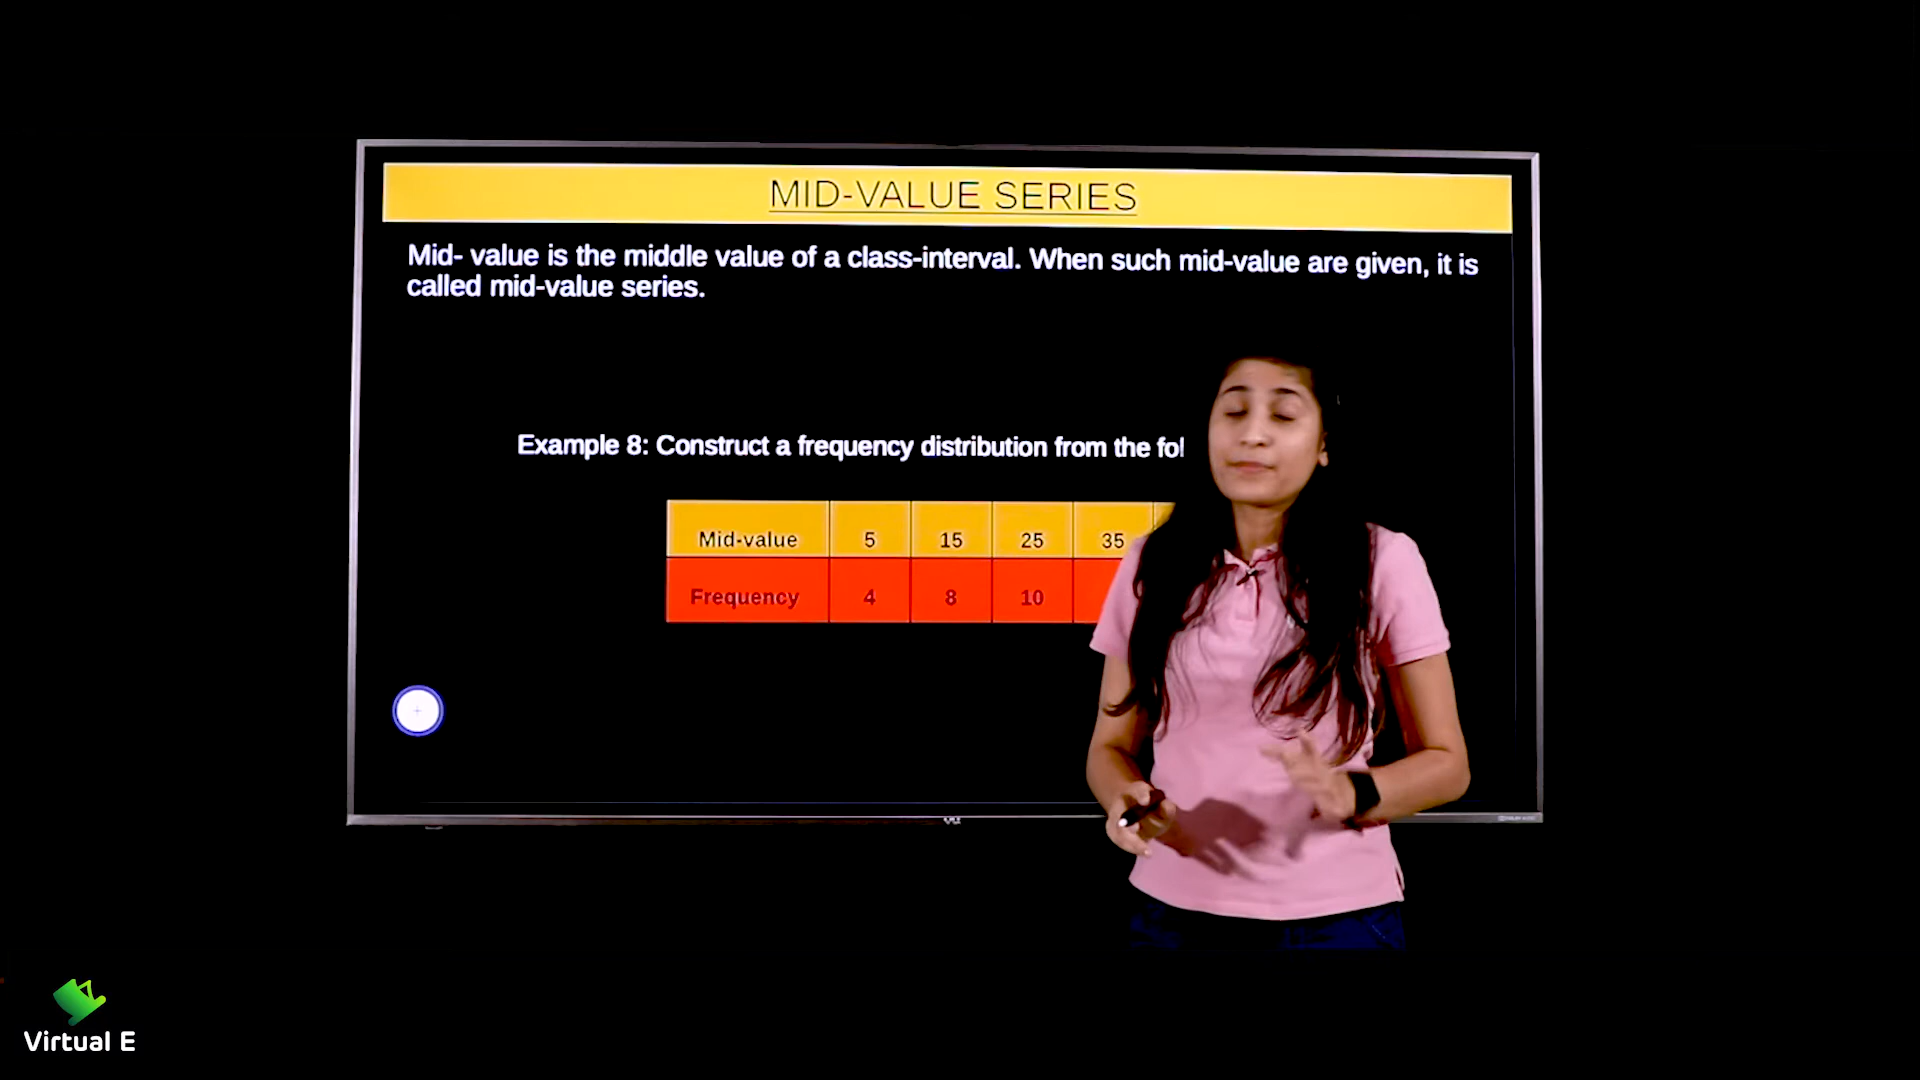 MID-VALUE SERIES
Mid- value is the middle value of a class-interval. When such mid-value are given, it is
called mid-value series.
Example 8: Construct a frequency distribution from the
Mid-value 5 15 25 35
Frequency 4 8 10
Virtual E